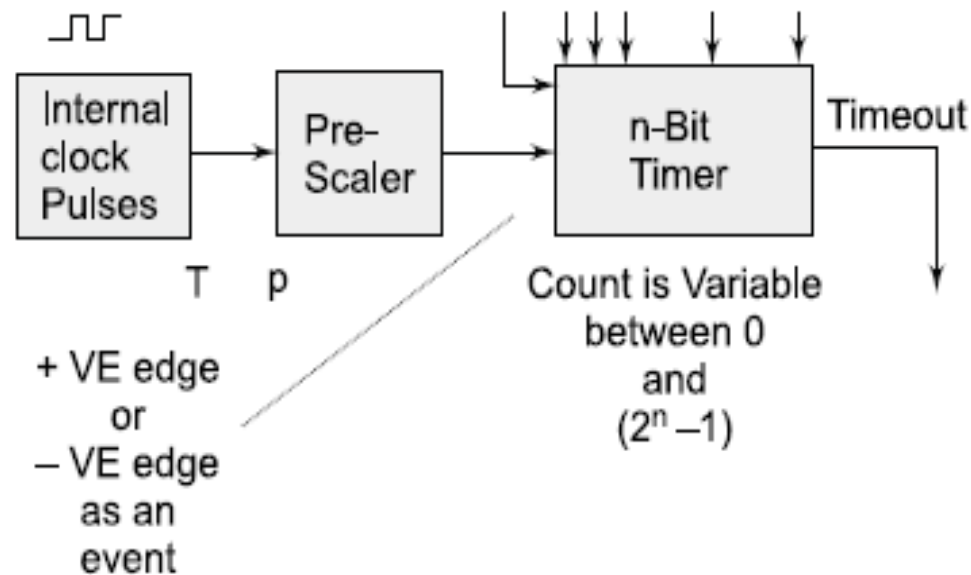 Internal
clock
Pulses
Pre-
Scaler
n-Bit
Timer
Timeout
T p
Count is Variable
between 0
and
(2ⁿ –1)
+ VE edge
or
– VE edge
as an
event